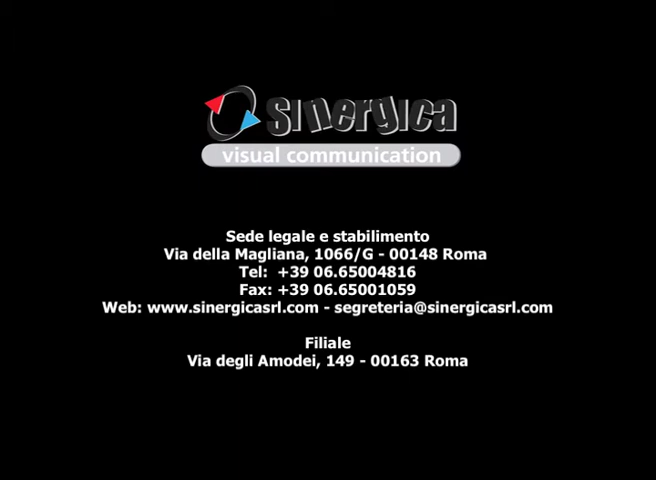 sinergica
visual communication
Sede legale e stabilimento
Via della Magliana, 1066/G - 00148 Roma
Tel: +39 06.65004816
Fax: +39 06.65001059
Web: www.sinergicasrl.com - segreteria@sinergicasrl.com
Filiale
Via degli Amodei, 149 - 00163 Roma